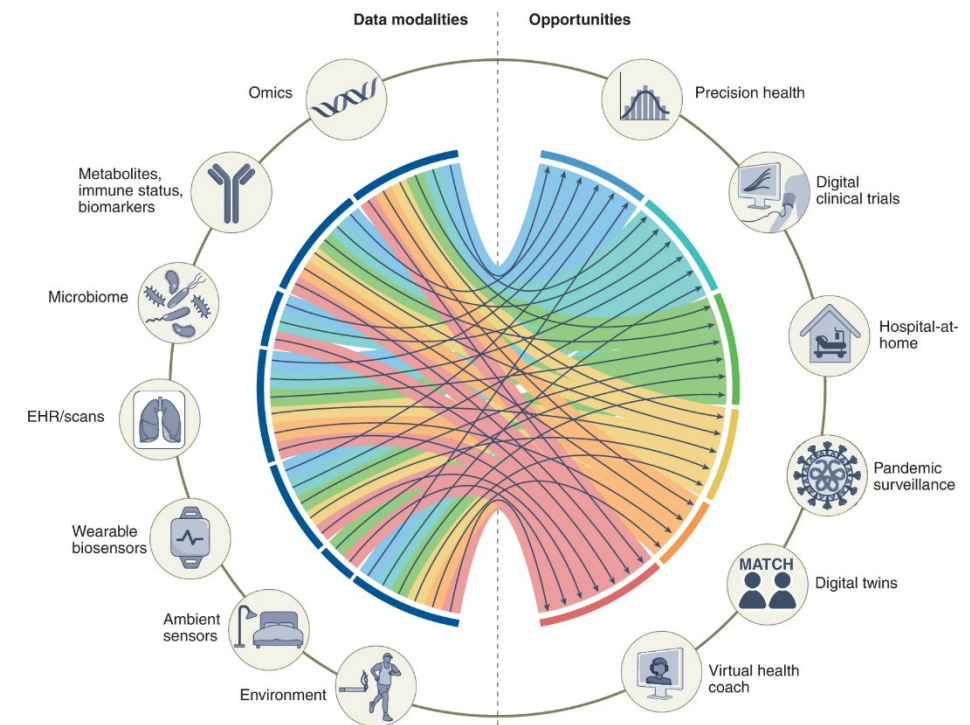 Data modalities
Opportunities
Omics
Metabolites,
immune status,
biomarkers
Microbiome
EHR/scans
Wearable
biosensors
Ambient
sensors
Environment
Precision health
Digital
clinical trials
Hospital-at-
home
Pandemic
surveillance
MATCH
Digital twins
Virtual health
coach